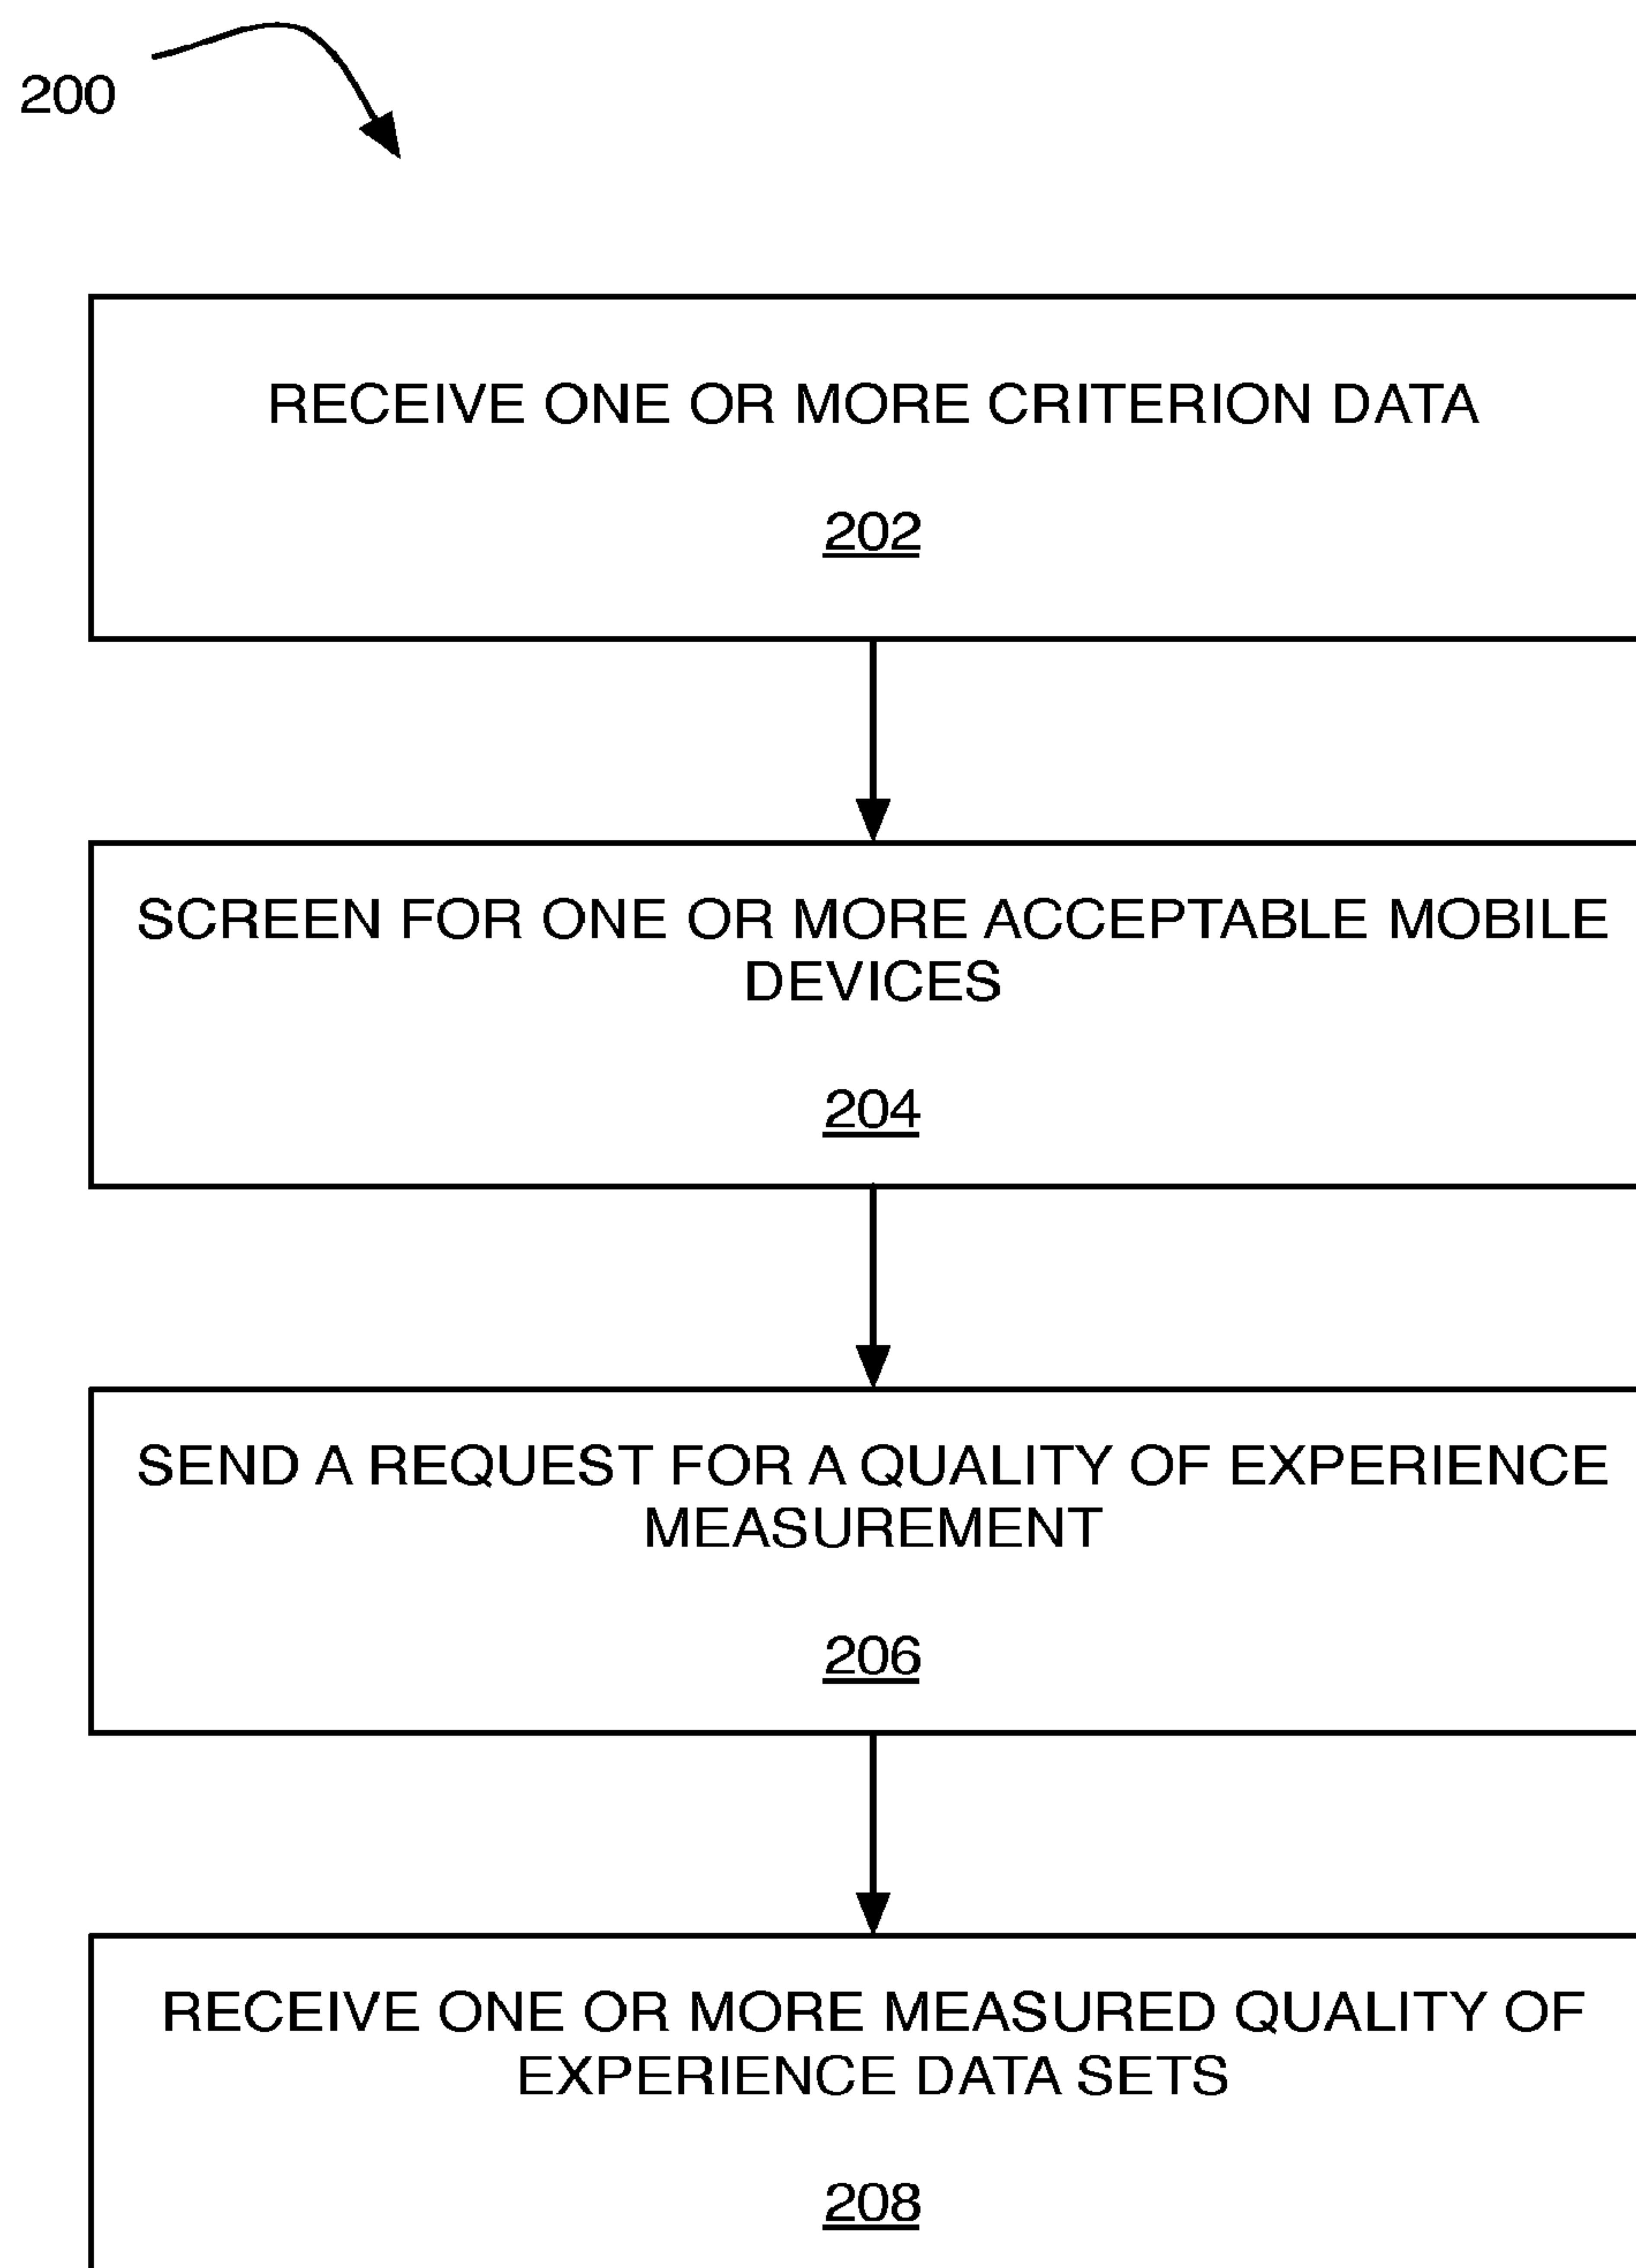 200
RECEIVE ONE OR MORE CRITERION DATA
202
SCREEN FOR ONE OR MORE ACCEPTABLE MOBILE
DEVICES
204
SEND A REQUEST FOR A QUALITY OF EXPERIENCE
MEASUREMENT
206
RECEIVE ONE OR MORE MEASURED QUALITY OF
EXPERIENCE DATA SETS
208